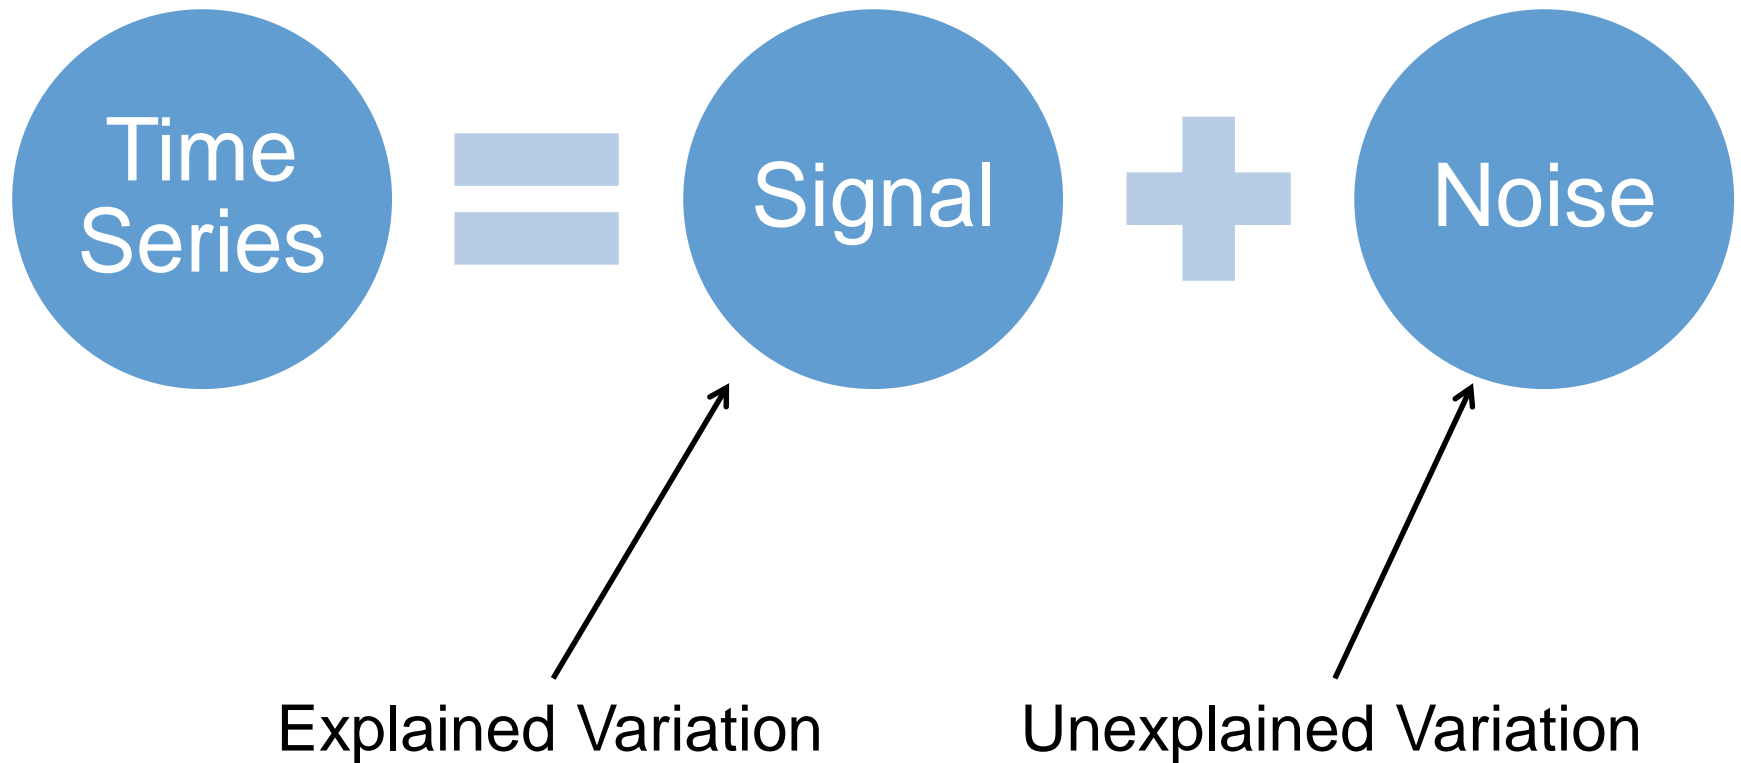 Time
Series
Signal
Noise
Explained Variation
Unexplained Variation